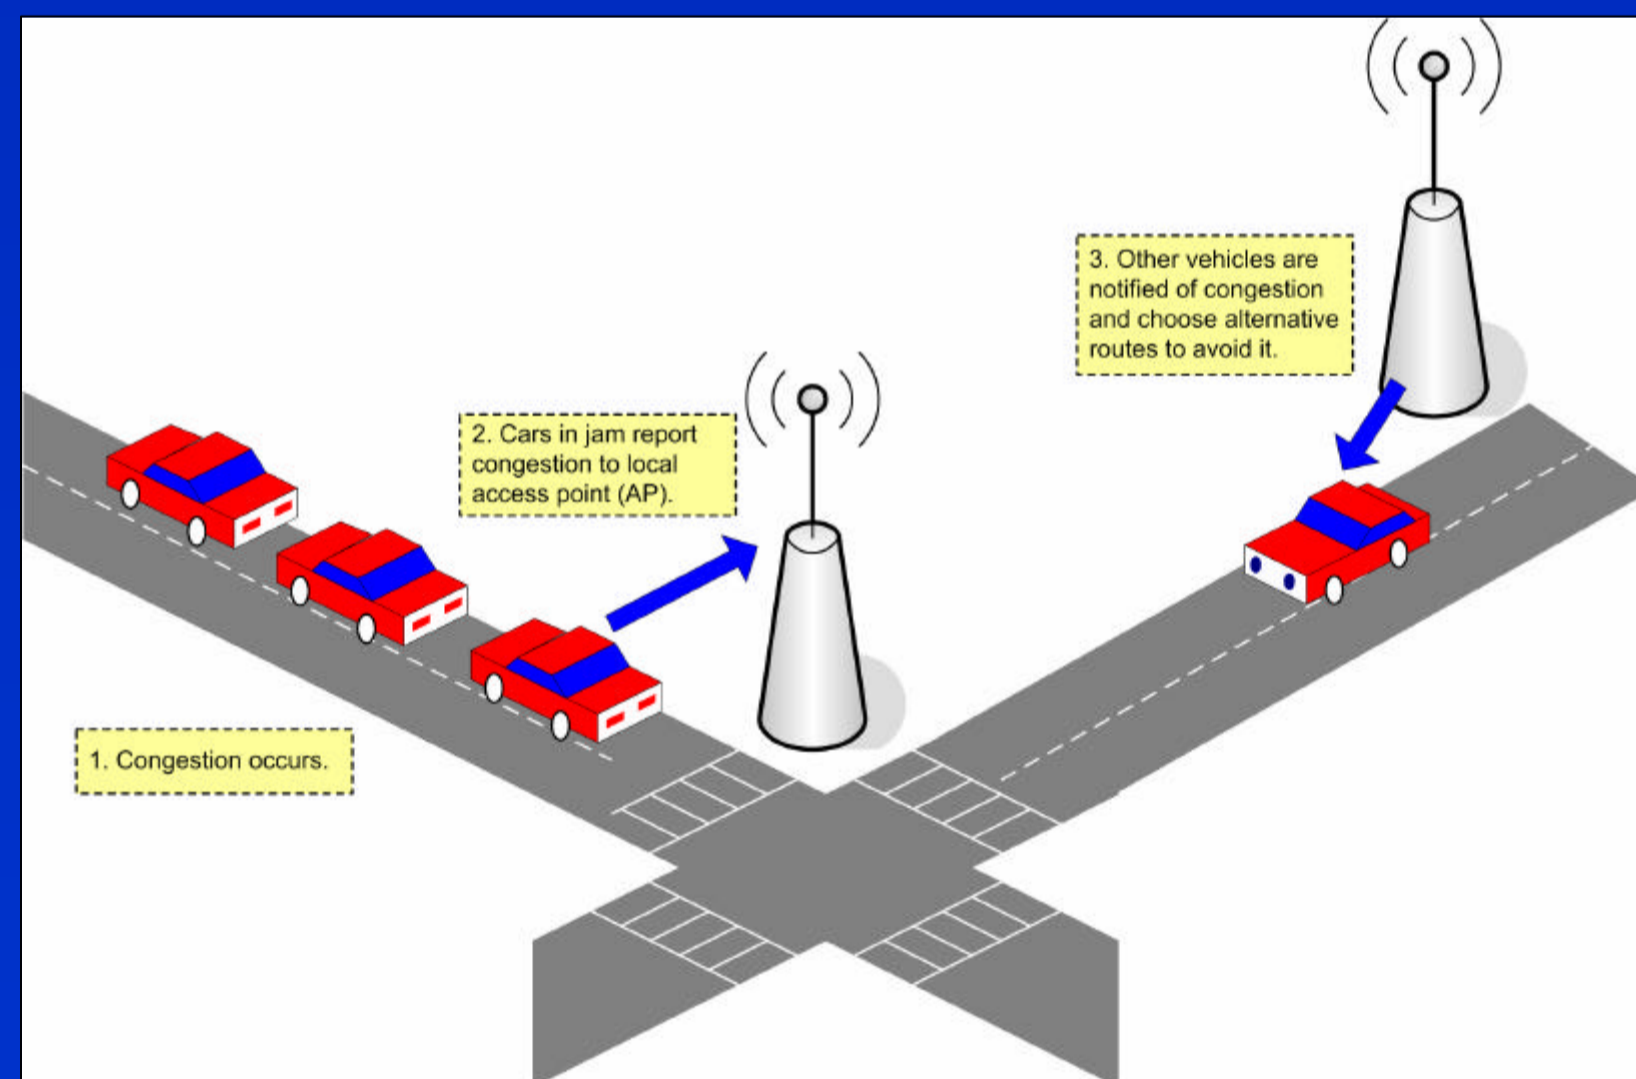 1. Congestion occurs.
2. Cars in jam report
congestion to local
access point (AP).
3. Other vehicles are
notified of congestion
and choose alternative
routes to avoid it.